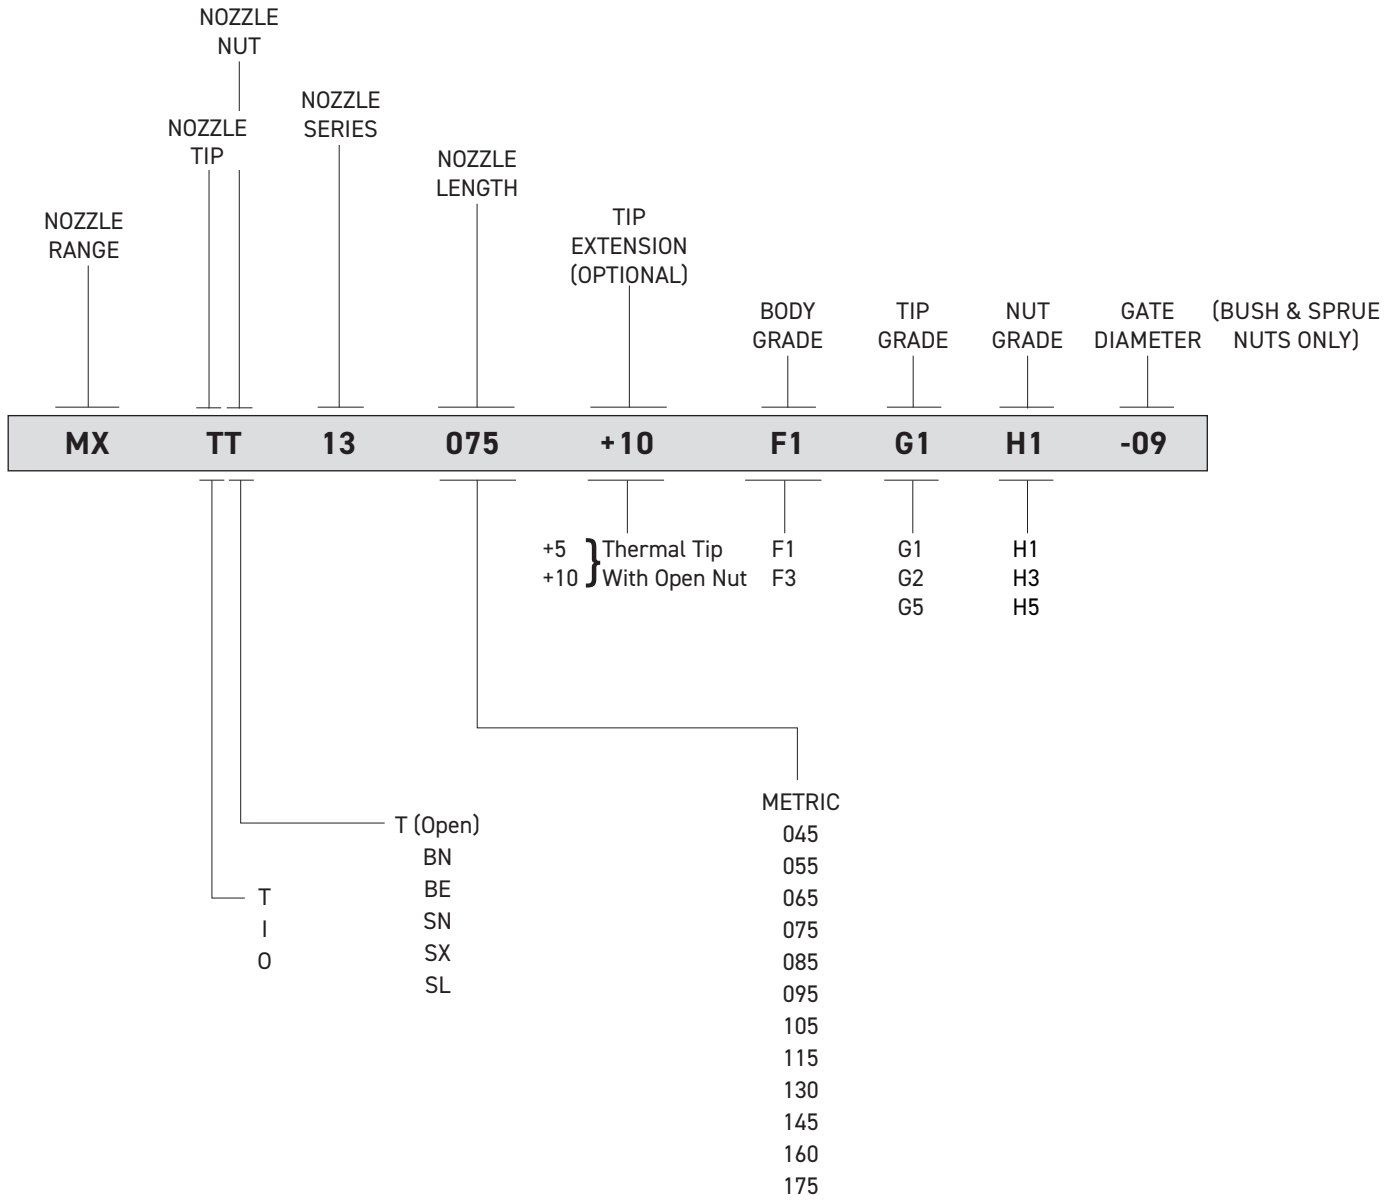 NOZZLE
NUT
NOZZLE
TIP
NOZZLE
SERIES
NOZZLE
LENGTH
NOZZLE
RANGE
TIP
EXTENSION
(OPTIONAL)
BODY
GRADE
TIP
GRADE
NUT
GRADE
GATE
DIAMETER
(BUSH & SPRUE
NUTS ONLY)
MX TT 13 075 +10 F1 G1 H1 -09
+5 } Thermal Tip
+10 With Open Nut
F1
F3
G1
G2
G5
H1
H3
H5
T (Open)
BN
BE
SN
SX
SL
T
I
O
METRIC
045
055
065
075
085
095
105
115
130
145
160
175